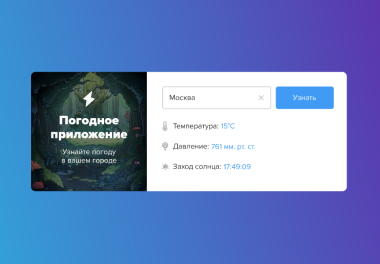 Погодное
приложение
Узнайте погоду
в вашем городе
Москва
Узнать
Температура: 15°C
Давление: 761 мм. рт. ст.
Заход солнца: 17:49:09